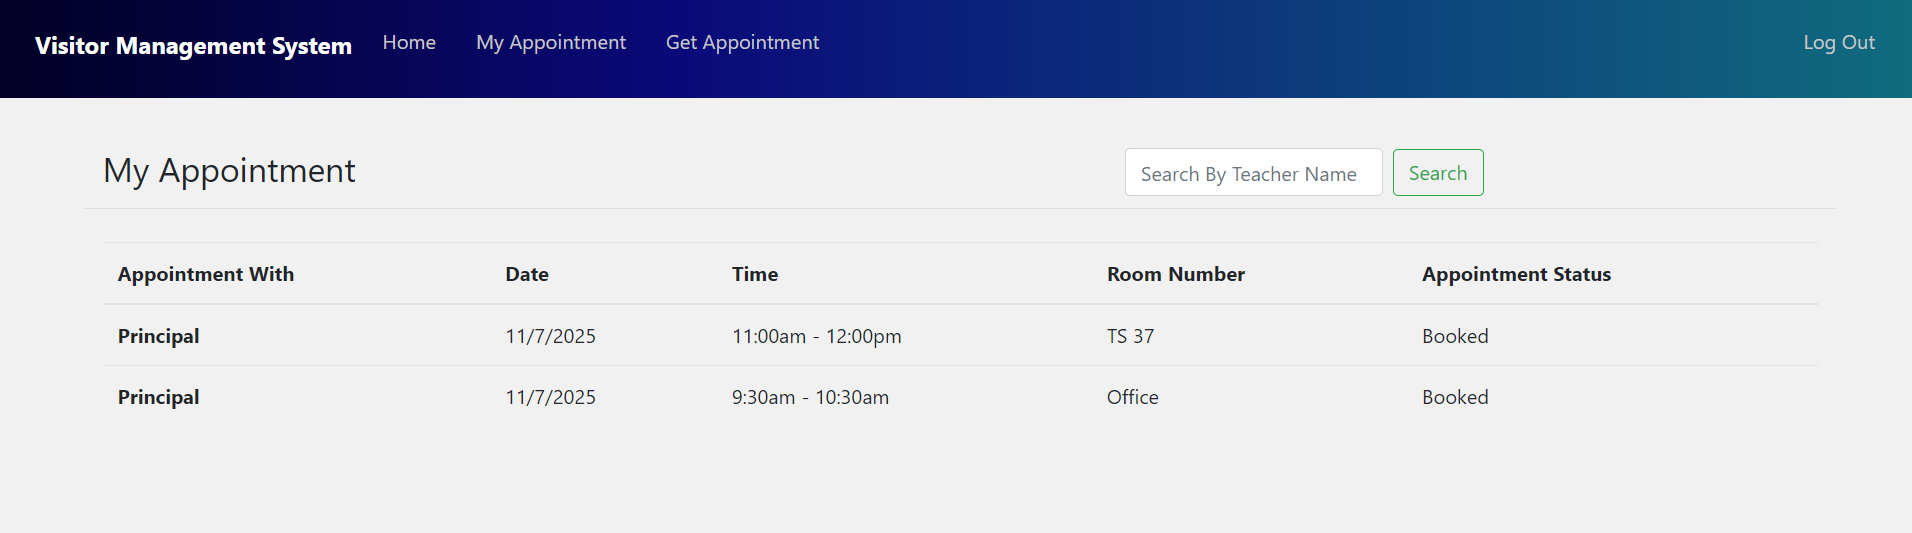 Visitor Management System Home My Appointment Get Appointment Log Out
My Appointment Search By Teacher Name Search
Appointment With Date Time Room Number Appointment Status
Principal 11/7/2025 11:00am - 12:00pm TS 37 Booked
Principal 11/7/2025 9:30am - 10:30am Office Booked